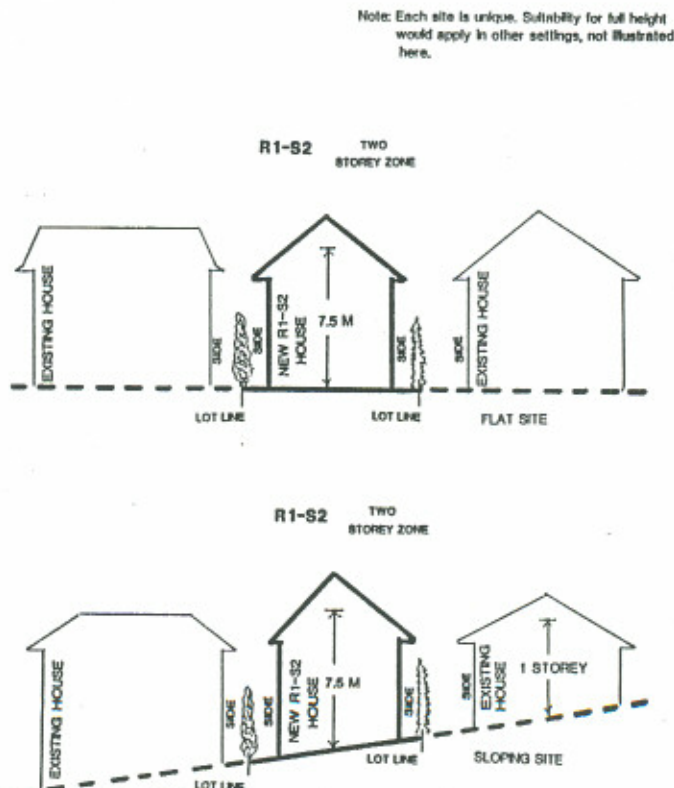 Note: Each site is unique. Suitability for full height
would apply in other settings, not illustrated
here.
R1-S2 TWO
STOREY ZONE
EXISTING HOUSE
SIDE
SIDE
NEW R1-S2
HOUSE
7.5 M
SIDE
SIDE
EXISTING HOUSE
LOT LINE
LOT LINE
FLAT SITE
R1-S2 TWO
STOREY ZONE
EXISTING HOUSE
SIDE
SIDE
NEW R1-S2
HOUSE
7.5 M
SIDE
SIDE
EXISTING
HOUSE
1 STOREY
LOT LINE
LOT LINE
SLOPING SITE